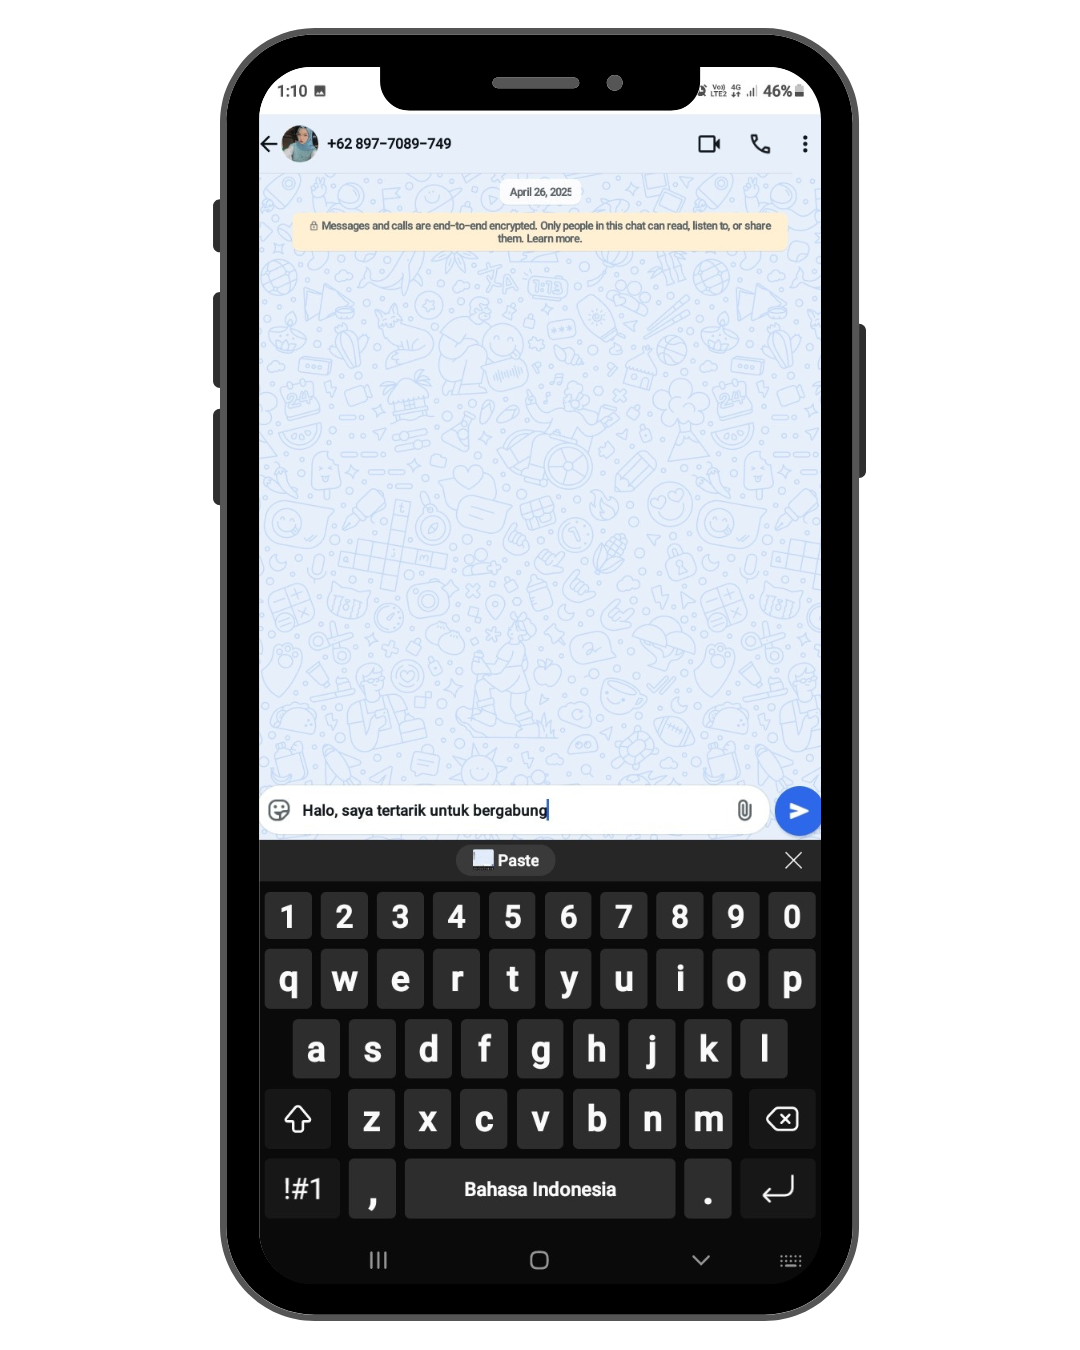 1:10 Vo)) LTE2 4G 46%
+62 897-7089-749
April 26, 2025
Messages and calls are end-to-end encrypted. Only people in this chat can read, listen to, or share
them. Learn more.
Halo, saya tertarik untuk bergabung
Paste
1 2 3 4 5 6 7 8 9 0
q w e r t y u i o p
a s d f g h j k l
z x c v b n m
!#1 , Bahasa Indonesia .